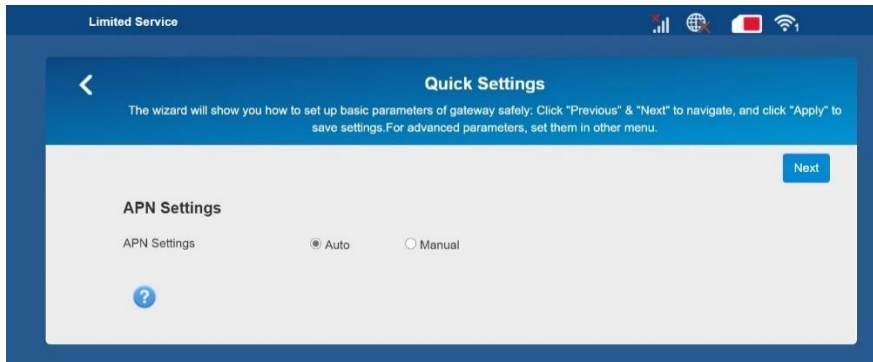 Limited Service
1
Quick Settings
The wizard will show you how to set up basic parameters of gateway safely: Click "Previous" & "Next" to navigate, and click "Apply" to
save settings.For advanced parameters, set them in other menu.
Next
APN Settings
APN Settings Auto Manual
?